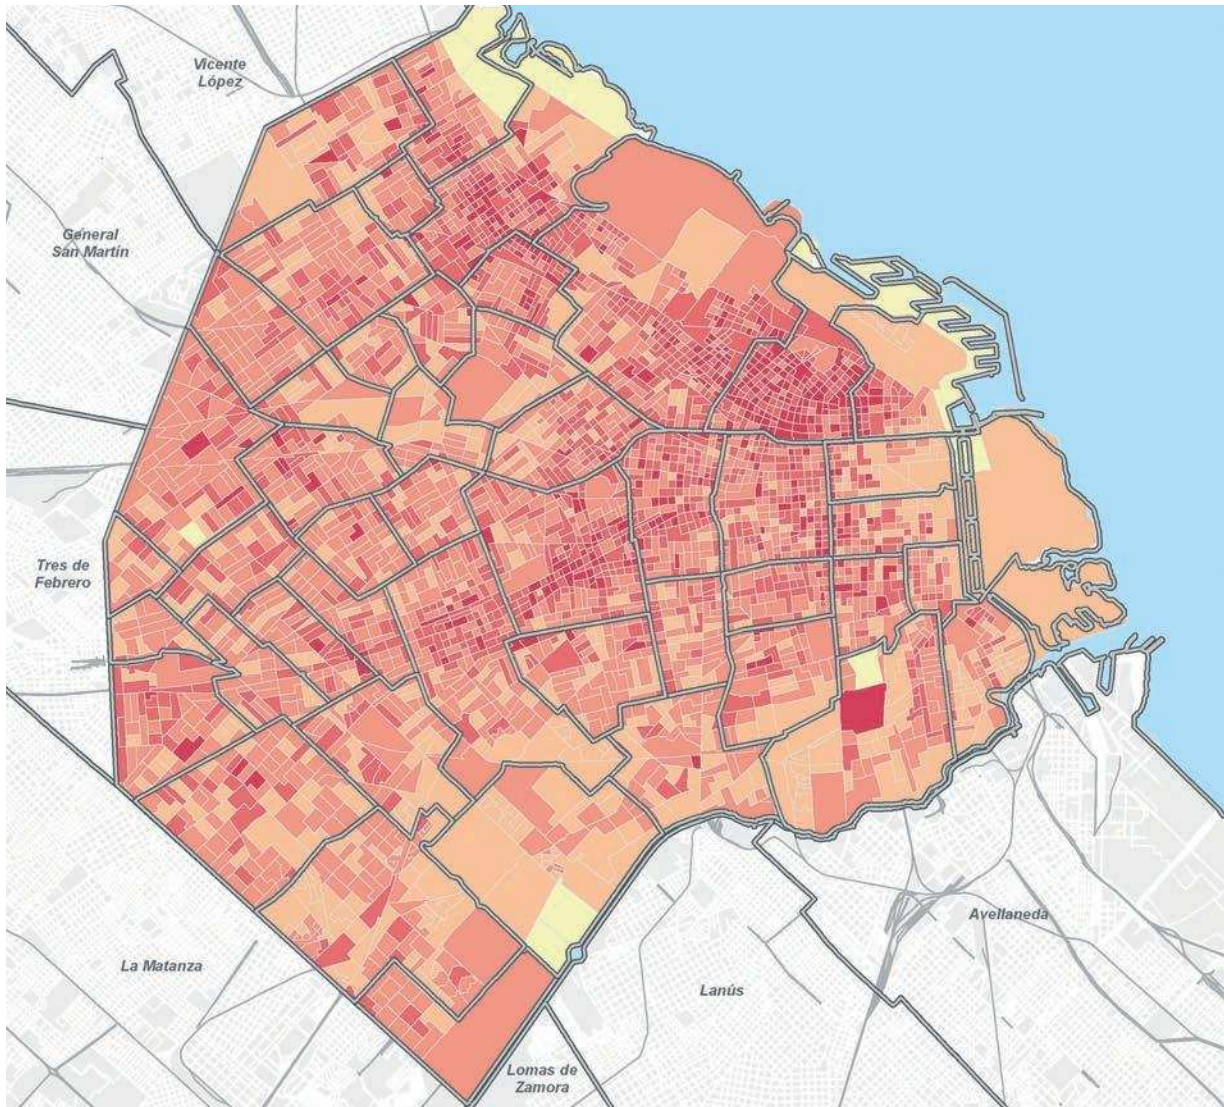 Vicente
López
General
San Martín
Tres de
Febrero
La Matanza
Avellaneda
Lanús
Lomas de
Zamora